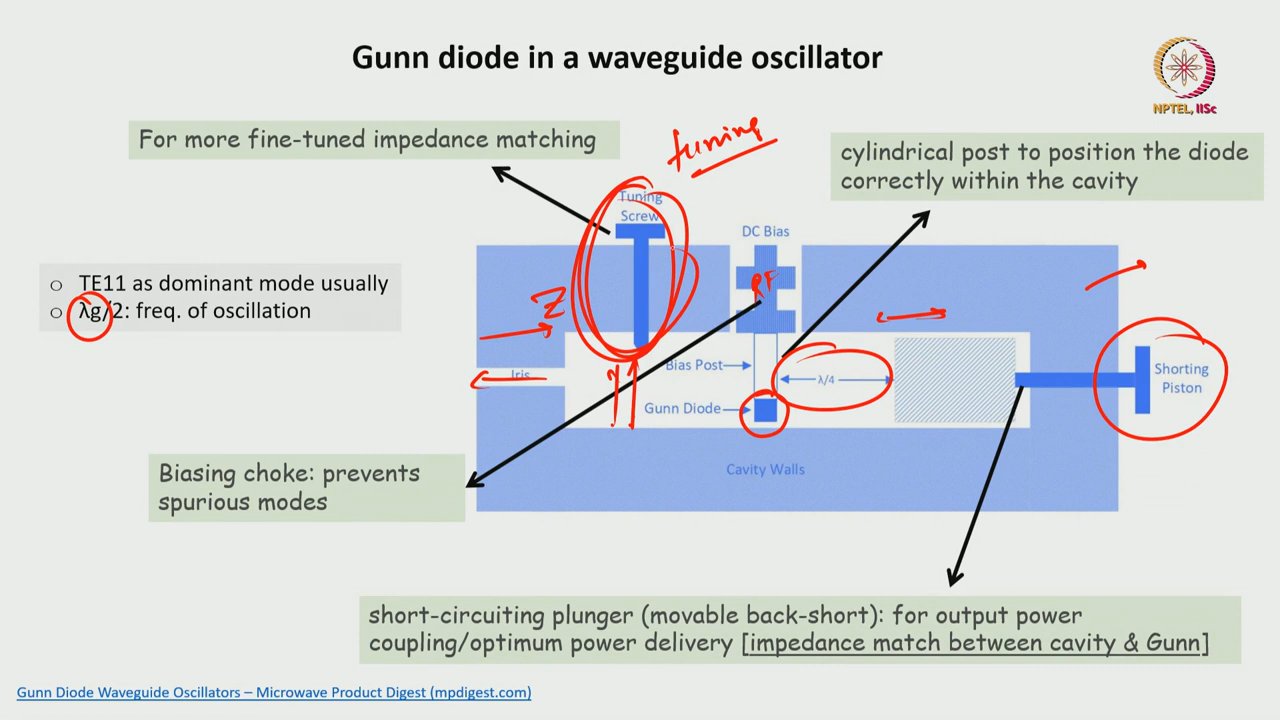 Gunn diode in a waveguide oscillator
NPTEL, IISc
For more fine-tuned impedance matching
tuning
cylindrical post to position the diode
correctly within the cavity
Tuning
Screw
DC Bias
RF
TE11 as dominant mode usually
λg/2: freq. of oscillation
Z
Iris
Bias Post
λ/4
Gunn Diode
Shorting
Piston
Cavity Walls
Biasing choke: prevents
spurious modes
short-circuiting plunger (movable back-short): for output power
coupling/optimum power delivery [impedance match between cavity & Gunn]
Gunn Diode Waveguide Oscillators – Microwave Product Digest (mpdigest.com)